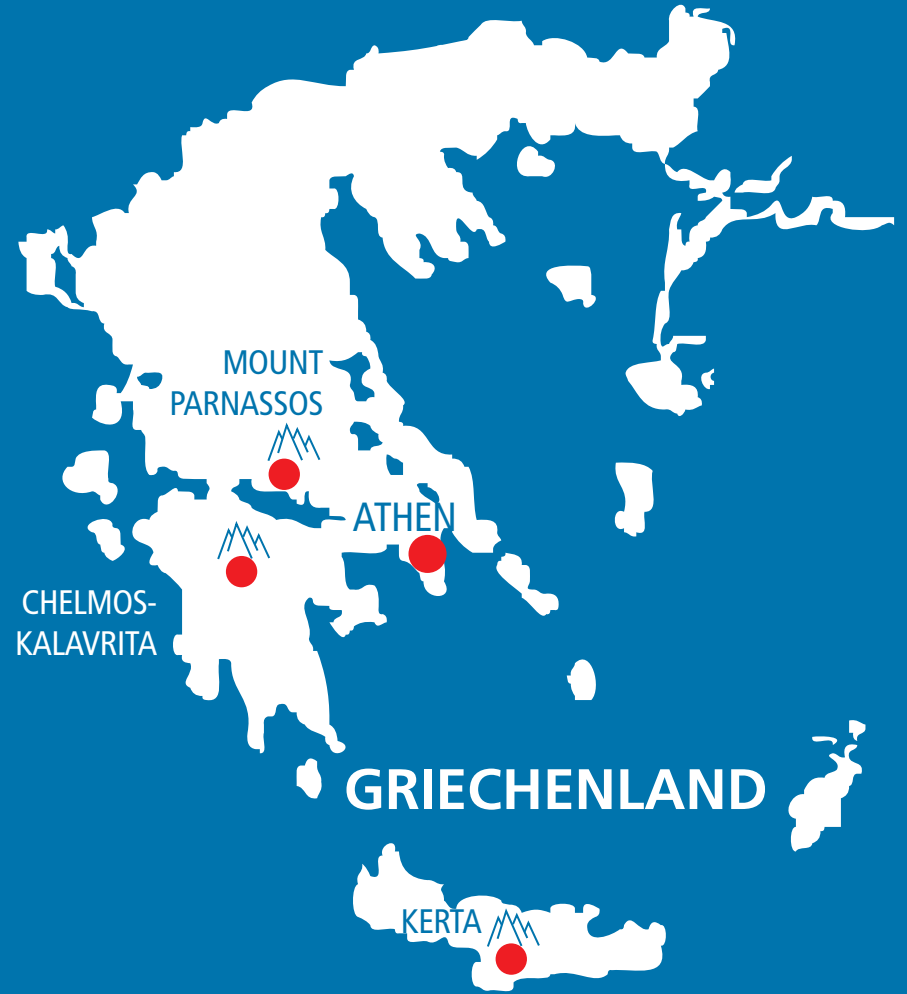 MOUNT
PARNASSOS
ATHEN
CHELMOS-
KALAVRITA
GRIECHENLAND
KERTA